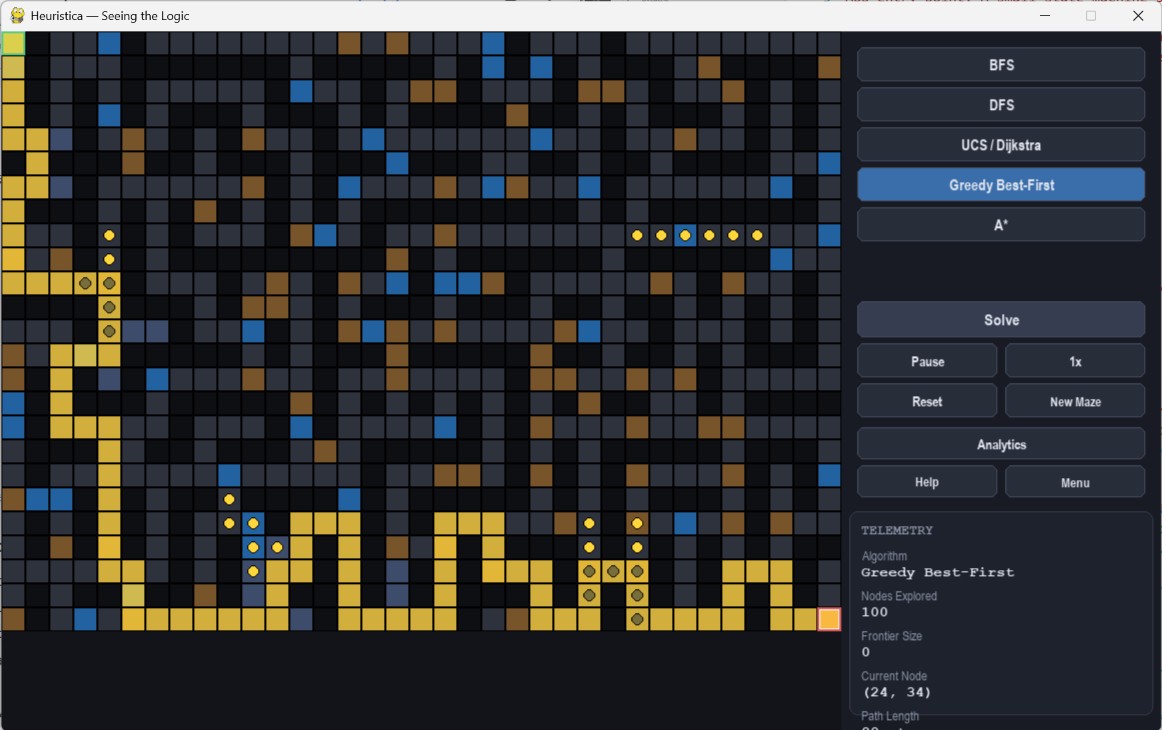 Heuristica — Seeing the Logic
BFS
DFS
UCS / Dijkstra
Greedy Best-First
A*
Solve
Pause
1x
Reset
New Maze
Analytics
Help
Menu
TELEMETRY
Algorithm
Greedy Best-First
Nodes Explored
100
Frontier Size
0
Current Node
(24, 34)
Path Length